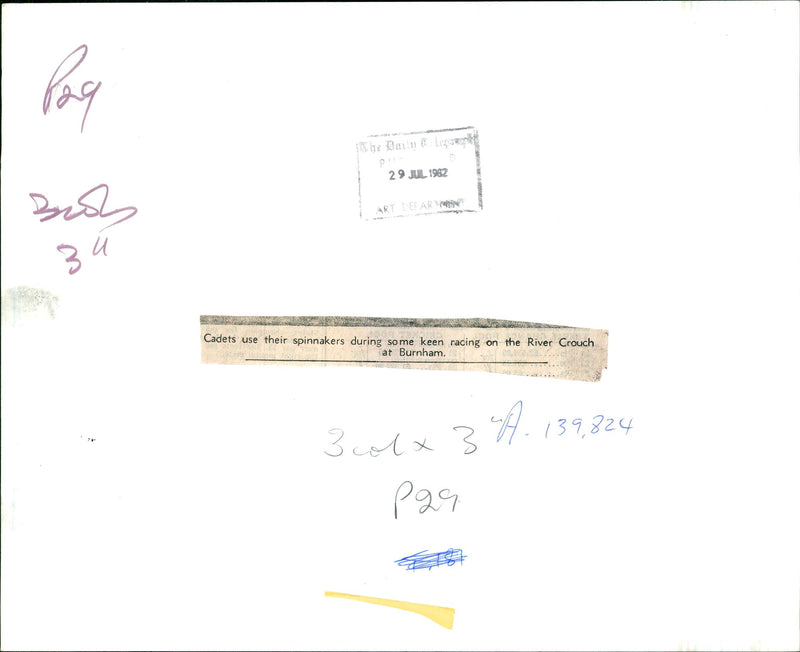 P29
The Daily Telegraph
29 JUL 1982
ART DEPARTMENT
3"
Cadets use their spinnakers during some keen racing on the River Crouch
at Burnham.
3 col x 3" A. 139,824
P29